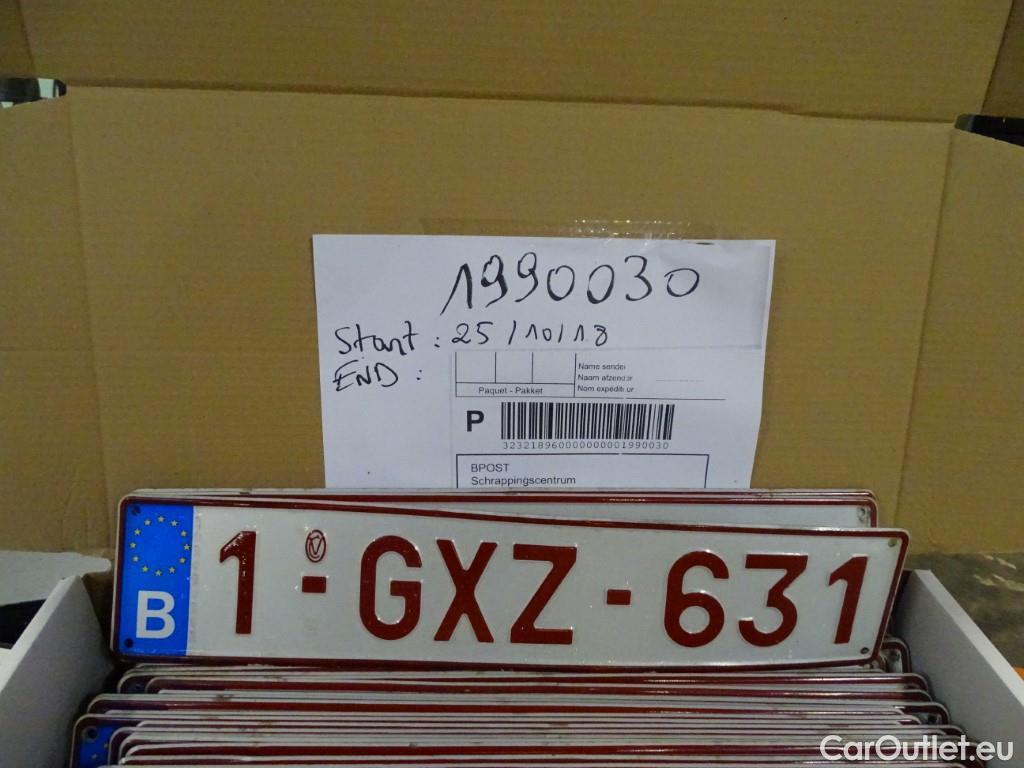 1990030
Start: 25/10/18
END:
Name sender
Naam afzender
Nom expéditeur
Paquet - Pakket
P
323218960000000001990030
BPOST
Schrappingscentrum
B 1-GXZ-631
CarOutlet.eu